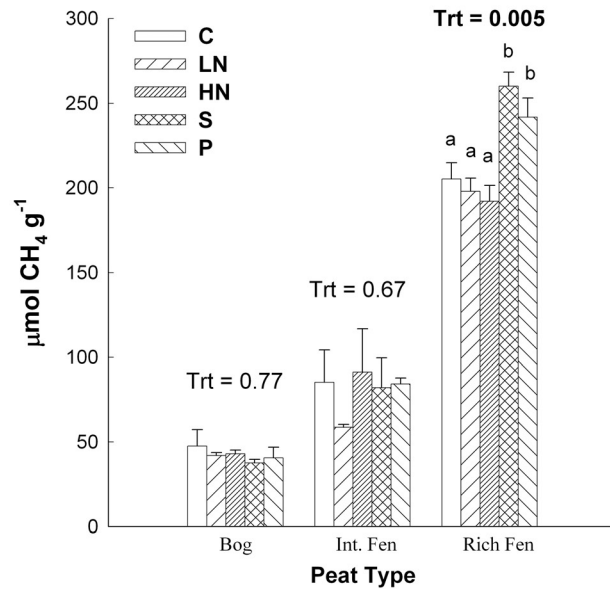 Trt = 0.005
300
250
200
150
100
50
0
μmol CH₄ g⁻¹
C
LN
HN
S
P
b
b
a
a
a
Trt = 0.67
Trt = 0.77
Bog
Int. Fen
Rich Fen
Peat Type